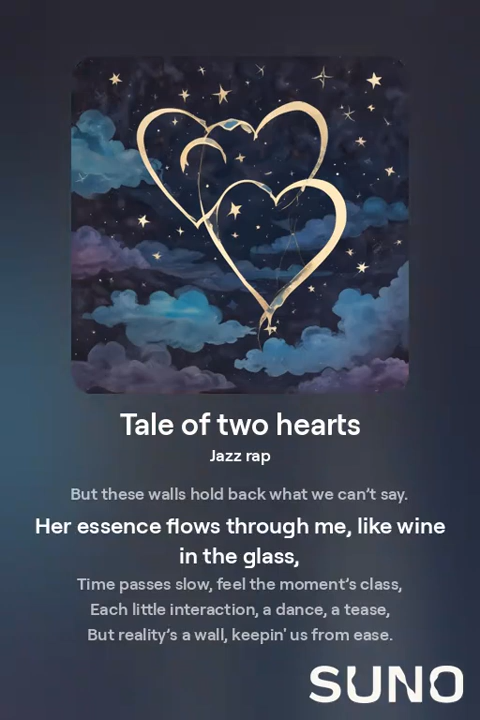 Tale of two hearts
Jazz rap
But these walls hold back what we can’t say.
Her essence flows through me, like wine
in the glass,
Time passes slow, feel the moment’s class,
Each little interaction, a dance, a tease,
But reality’s a wall, keepin' us from ease.
SUNO